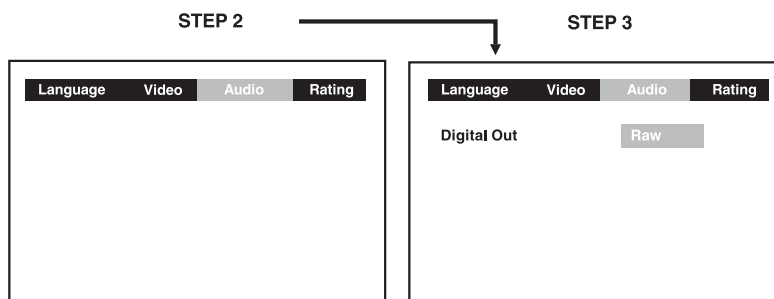 STEP 2
STEP 3
Language Video Audio Rating
Language Video Audio Rating
Digital Out Raw